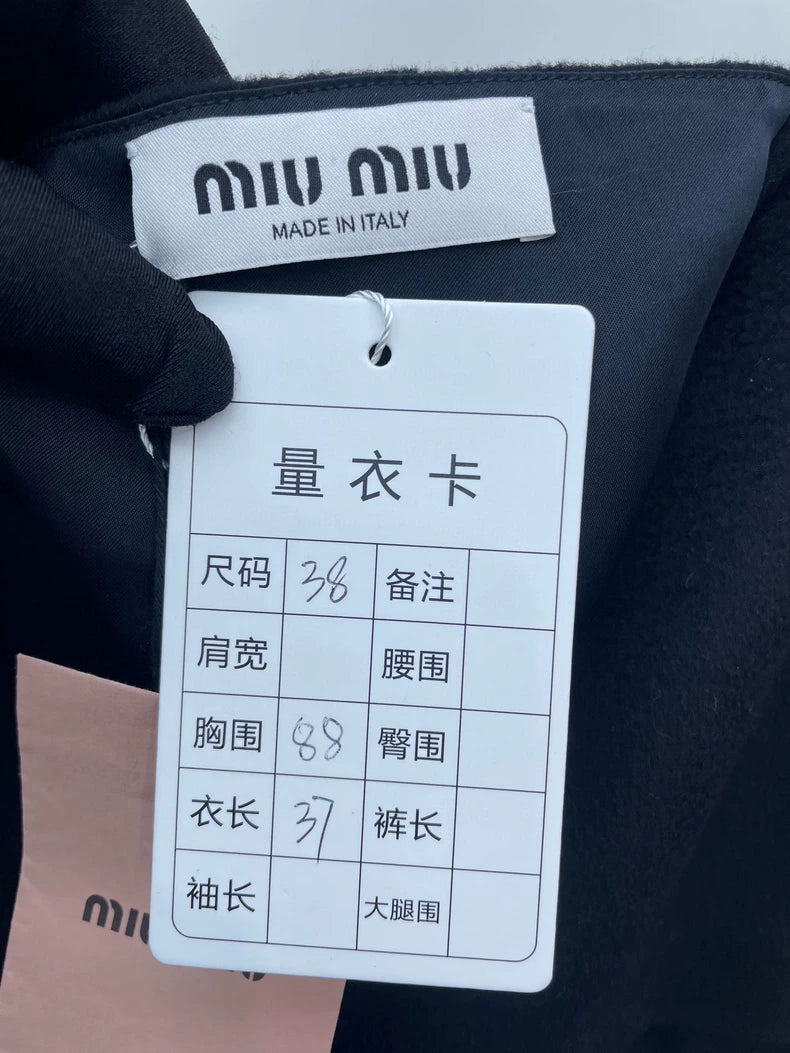 MIU MIU
MADE IN ITALY
量衣卡
尺码 38 备注
肩宽 腰围
胸围 88 臀围
衣长 37 裤长
袖长 大腿围